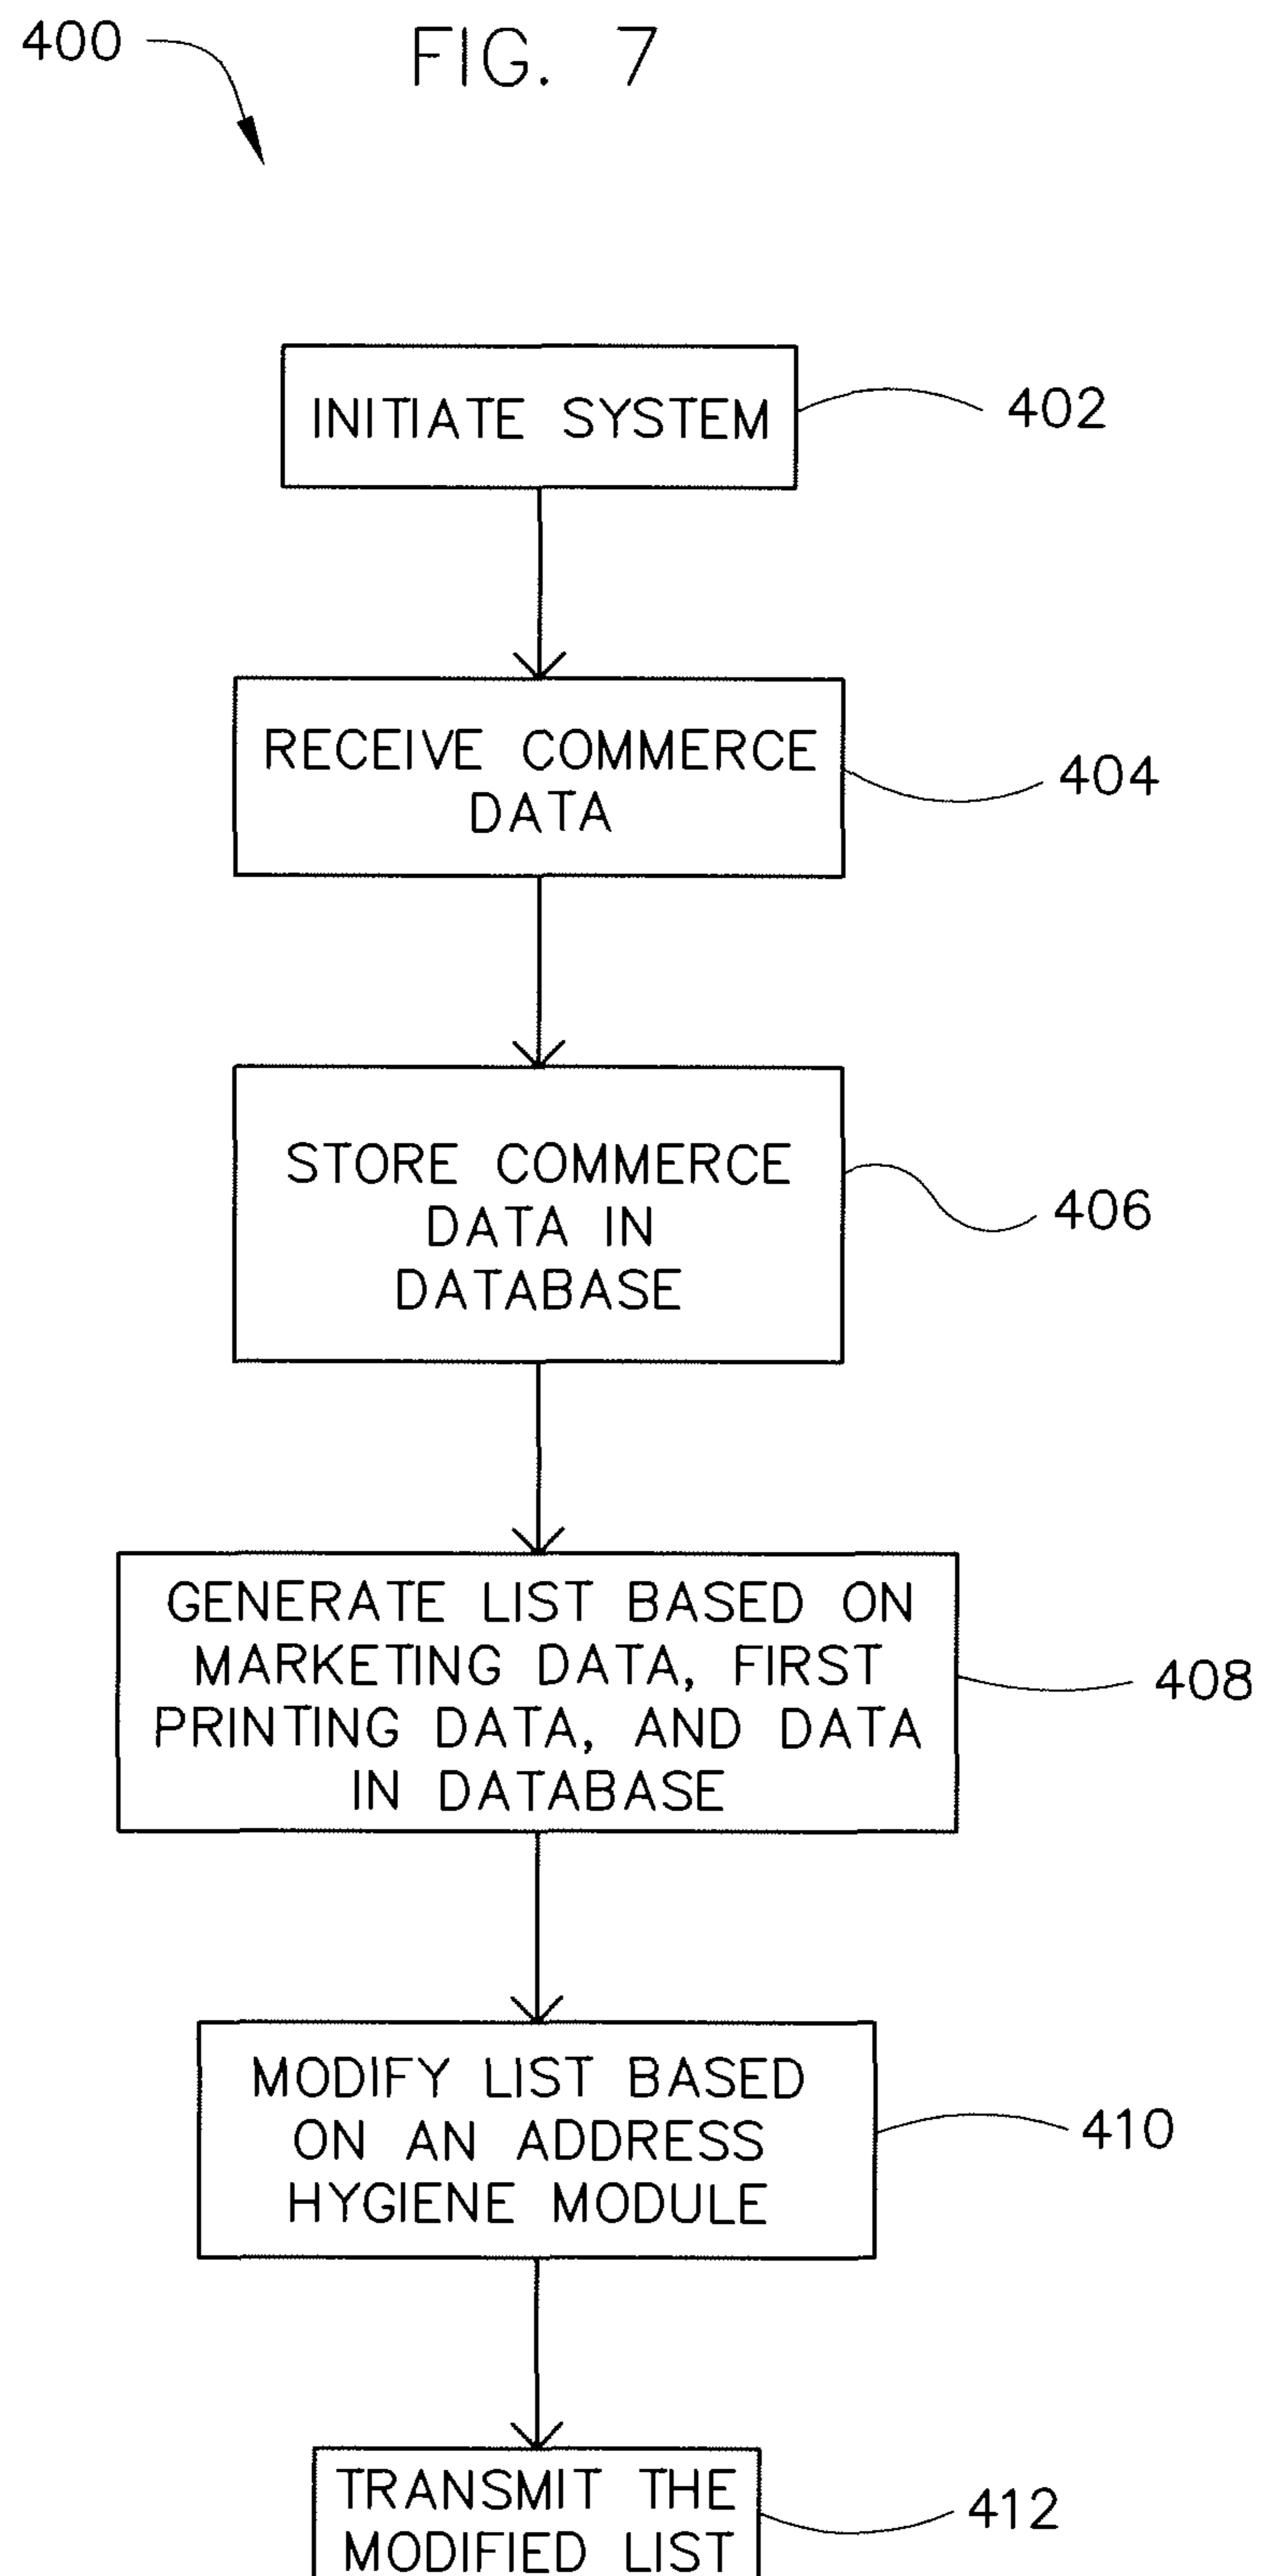 400
FIG. 7
INITIATE SYSTEM
402
RECEIVE COMMERCE
DATA
404
STORE COMMERCE
DATA IN
DATABASE
406
GENERATE LIST BASED ON
MARKETING DATA, FIRST
PRINTING DATA, AND DATA
IN DATABASE
408
MODIFY LIST BASED
ON AN ADDRESS
HYGIENE MODULE
410
TRANSMIT THE
MODIFIED LIST
412